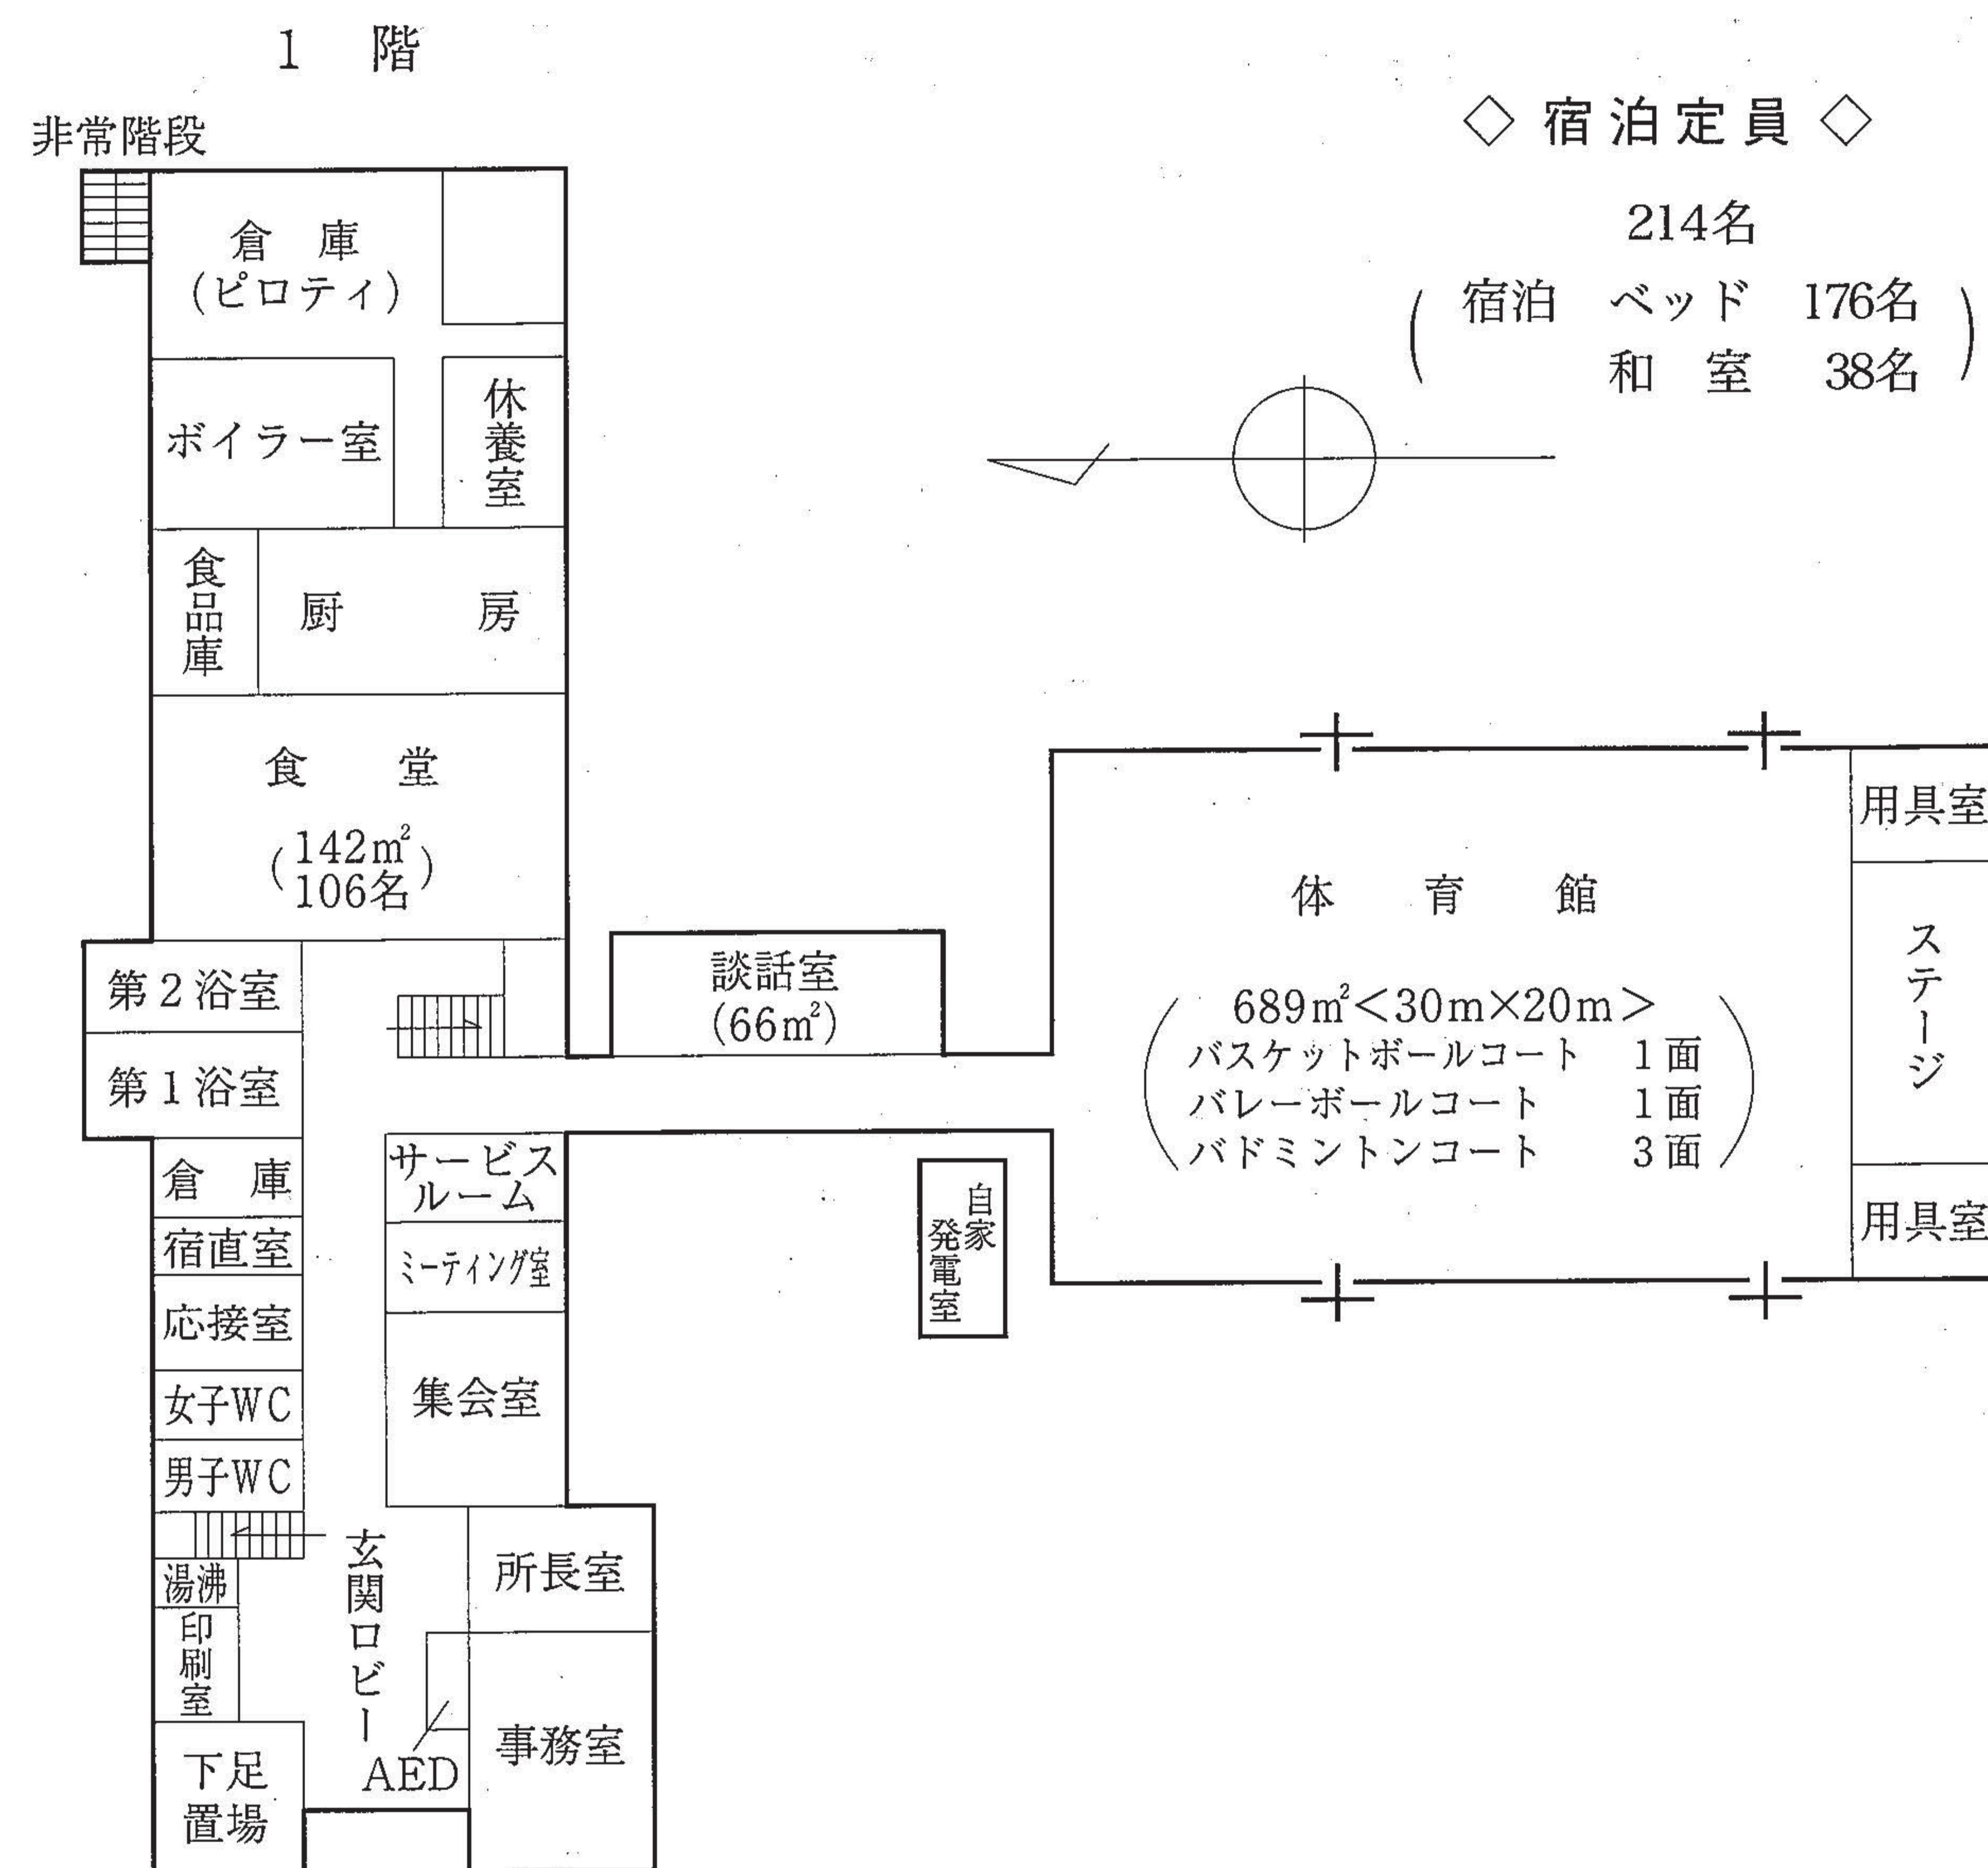 1 階
非常階段
◇ 宿泊定員 ◇
214名
(宿泊 ベッド 176名
和 室 38名)
倉 庫
(ピロティ)
ボイラー室
休養室
食品庫
厨 房
食 堂
(142㎡
106名)
第2浴室
第1浴室
談話室
(66㎡)
体 育 館
(689㎡<30m×20m>
バスケットボールコート 1面
バレーボールコート 1面
バドミントンコート 3面)
用具室
ステージ
用具室
自家
発電室
倉 庫
宿直室
応接室
女子WC
男子WC
サービス
ルーム
ミーティング室
集会室
湯沸
印刷室
玄関ロビー
所長室
AED
事務室
下足
置場